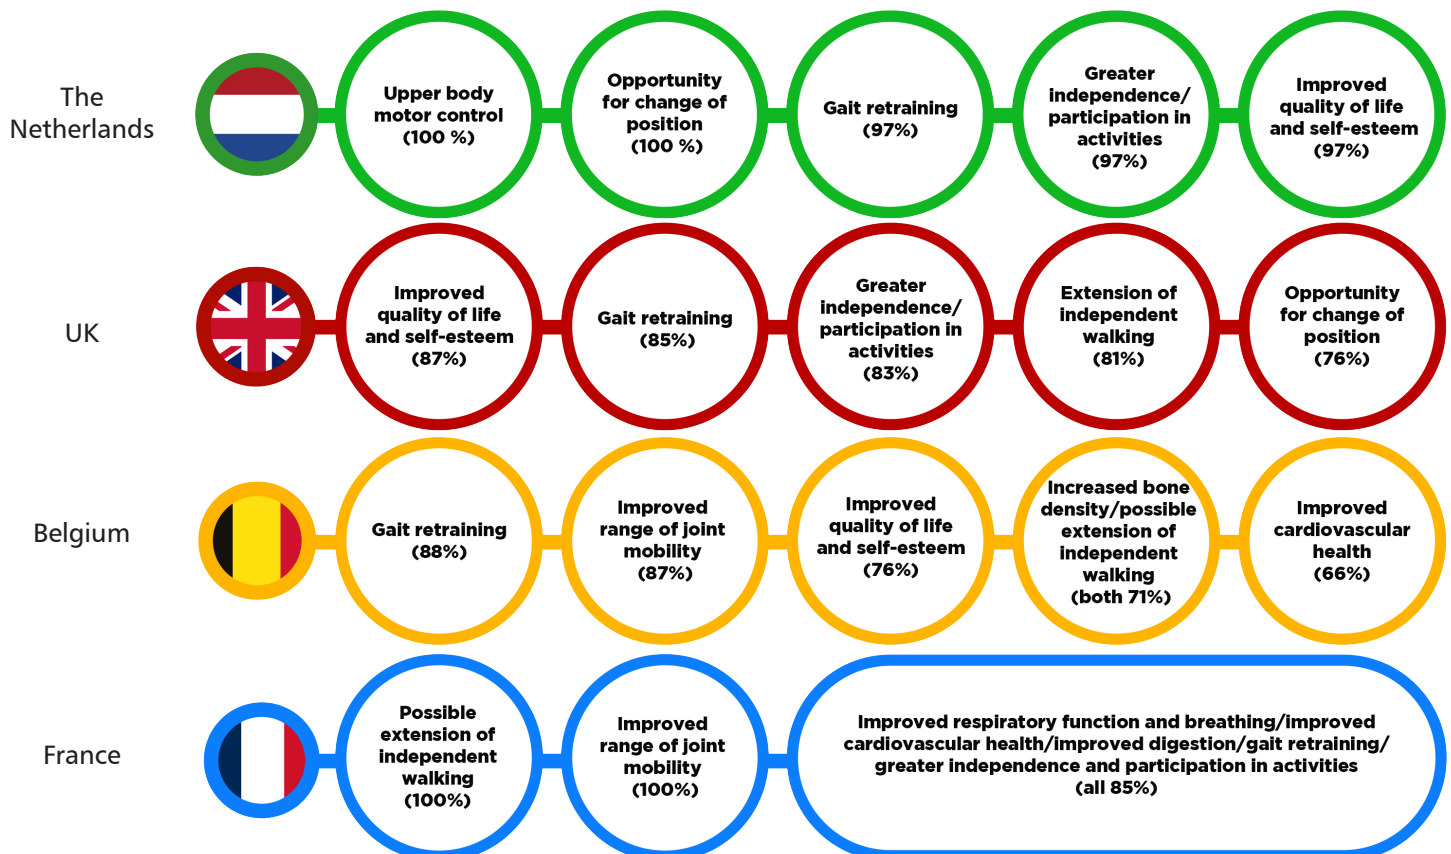 The
Netherlands
Upper body
motor control
(100 %)
Opportunity
for change of
position
(100 %)
Gait retraining
(97%)
Greater
independence/
participation in
activities
(97%)
Improved
quality of life
and self-esteem
(97%)
UK
Improved
quality of life
and self-esteem
(87%)
Gait retraining
(85%)
Greater
independence/
participation in
activities
(83%)
Extension of
independent
walking
(81%)
Opportunity
for change of
position
(76%)
Belgium
Gait retraining
(88%)
Improved
range of joint
mobility
(87%)
Improved
quality of life
and self-esteem
(76%)
Increased bone
density/possible
extension of
independent
walking
(both 71%)
Improved
cardiovascular
health
(66%)
France
Possible
extension of
independent
walking
(100%)
Improved
range of joint
mobility
(100%)
Improved respiratory function and breathing/improved
cardiovascular health/improved digestion/gait retraining/
greater independence and participation in activities
(all 85%)